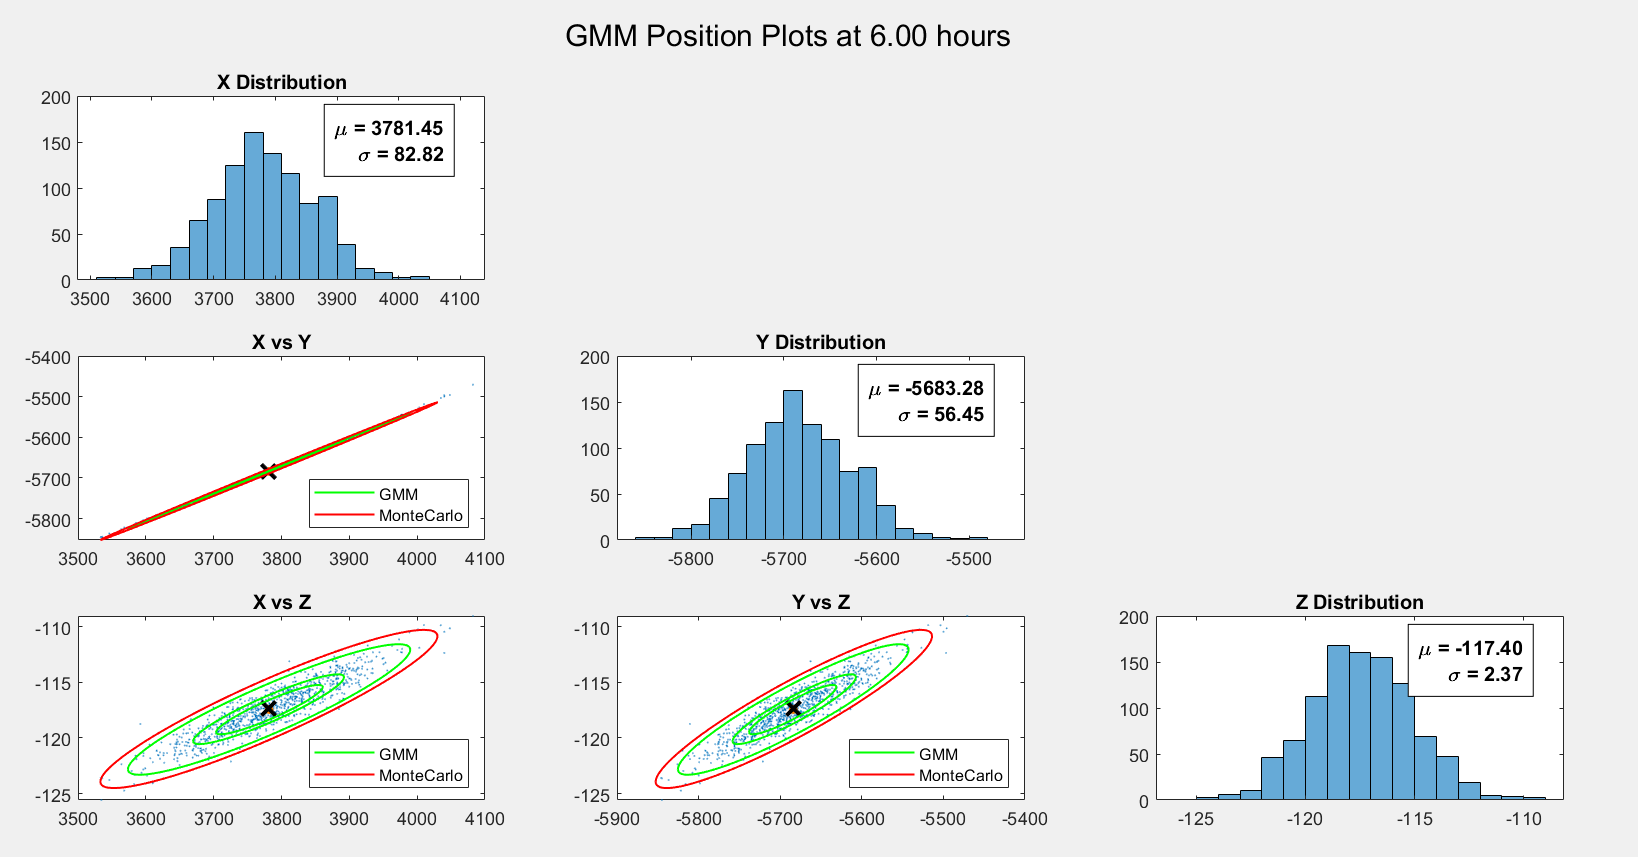 GMM Position Plots at 6.00 hours
X Distribution
200
150
100
50
0
μ = 3781.45
σ = 82.82
3500 3600 3700 3800 3900 4000 4100
X vs Y
-5400
-5500
-5600
-5700
-5800
GMM
MonteCarlo
3500 3600 3700 3800 3900 4000 4100
Y Distribution
200
150
100
50
0
μ = -5683.28
σ = 56.45
-5800 -5700 -5600 -5500
X vs Z
-110
-115
-120
-125
GMM
MonteCarlo
3500 3600 3700 3800 3900 4000 4100
Y vs Z
-110
-115
-120
-125
GMM
MonteCarlo
-5900 -5800 -5700 -5600 -5500 -5400
Z Distribution
200
150
100
50
0
μ = -117.40
σ = 2.37
-125 -120 -115 -110